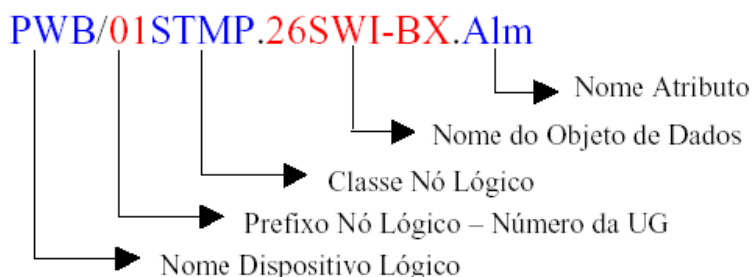 PWB/01STMP.26SWI-BX.Alm
Nome Atributo
Nome do Objeto de Dados
Classe Nó Lógico
Prefixo Nó Lógico – Número da UG
Nome Dispositivo Lógico